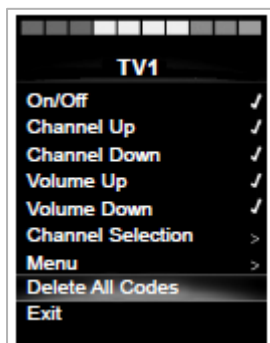 TV1
On/Off ✓
Channel Up ✓
Channel Down ✓
Volume Up ✓
Volume Down ✓
Channel Selection >
Menu >
Delete All Codes
Exit